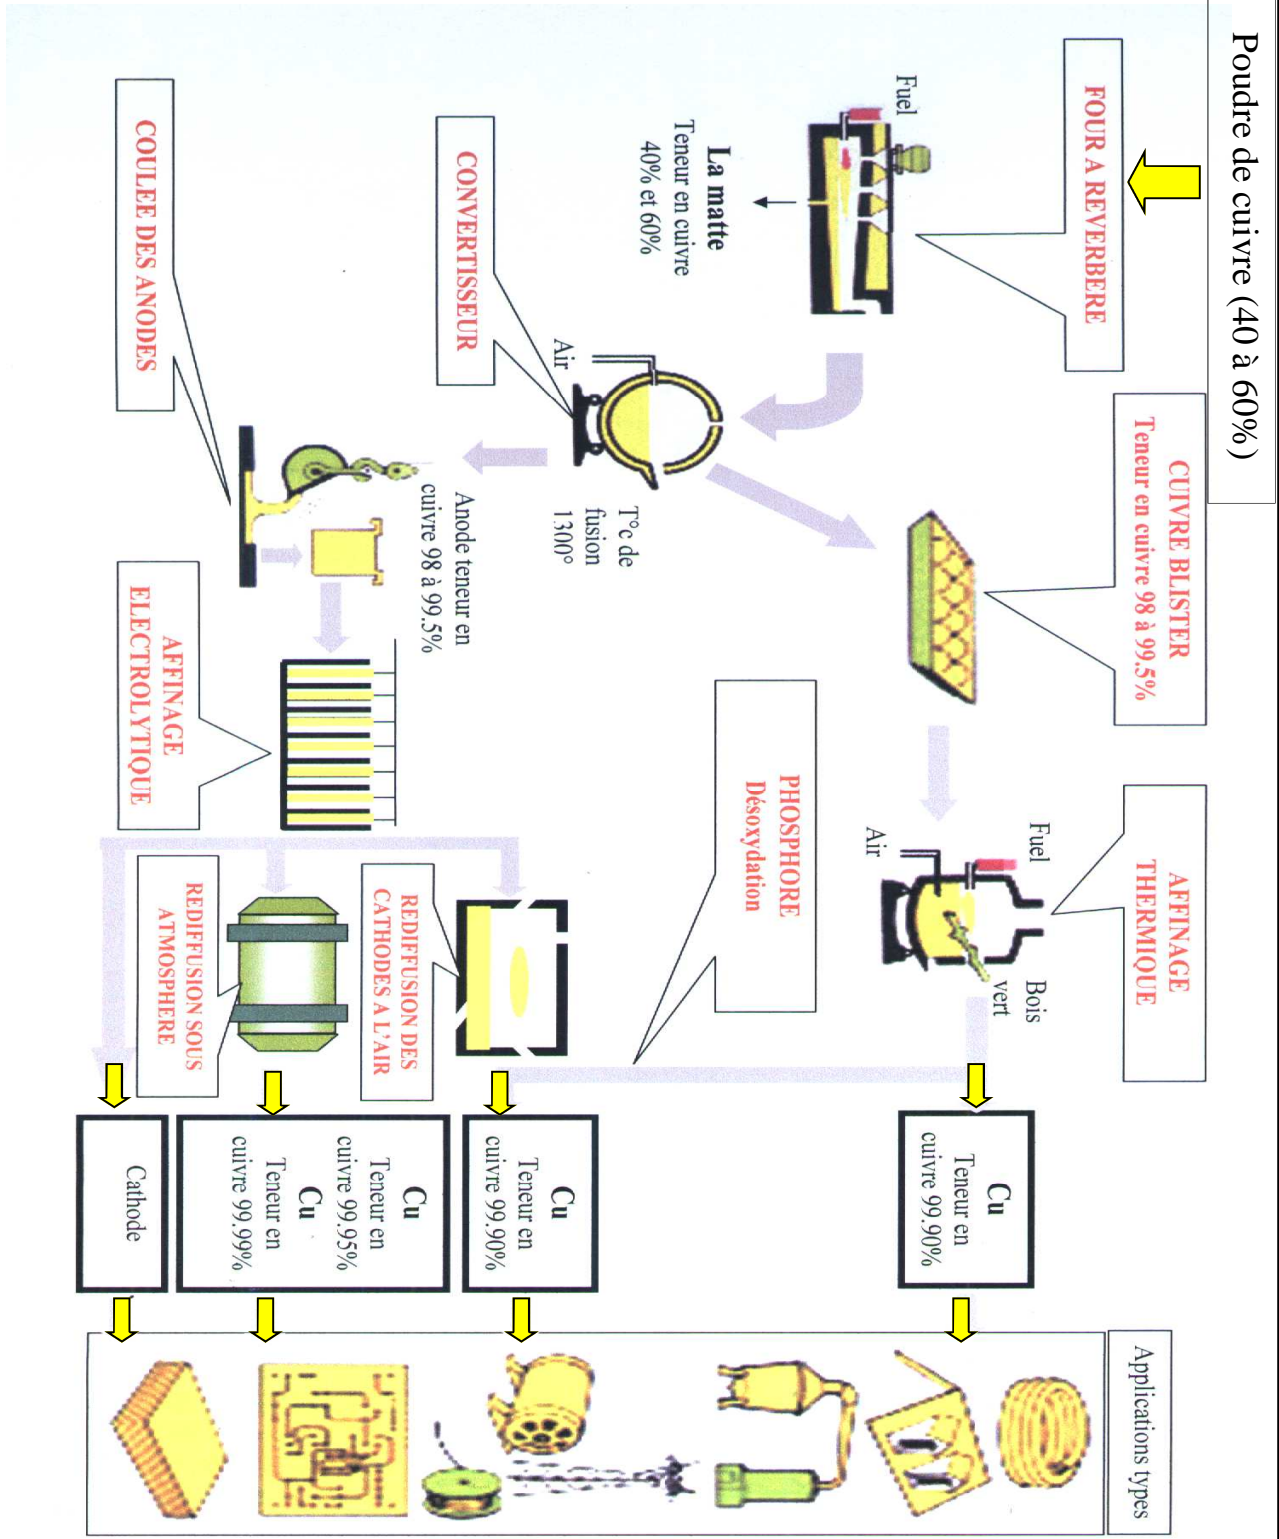 Poudre de cuivre (40 à 60%)
FOUR A REVERBERE
Fuel
La matte
Teneur en cuivre
40% et 60%
CONVERTISSEUR
Air
T°c de
fusion
1300°
CUIVRE BLISTER
Teneur en cuivre 98 à 99.5%
AFFINAGE
THERMIQUE
Fuel
Air
Bois
vert
PHOSPHORE
Désoxydation
COULEE DES ANODES
Anode teneur en
cuivre 98 à 99.5%
AFFINAGE
ELECTROLYTIQUE
REDIFFUSION DES
CATHODES A L'AIR
REDIFFUSION SOUS
ATMOSPHERE
Cu
Teneur en
cuivre 99.90%
Cu
Teneur en
cuivre 99.90%
Cu
Teneur en
cuivre 99.95%
Cu
Teneur en
cuivre 99.99%
Cathode
Applications types